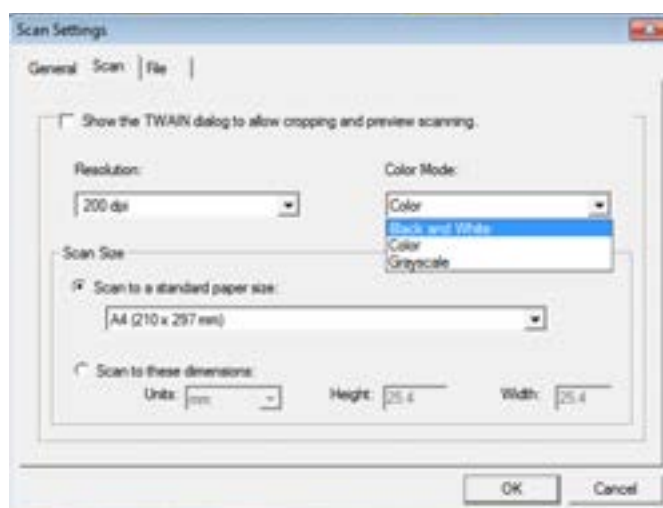 Scan Settings
General Scan File
Show the TWAIN dialog to allow cropping and preview scanning.
Resolution: Color Mode:
200 dpi Color
Black and White
Color
Grayscale
Scan Size
Scan to a standard paper size:
A4 (210 x 297 mm)
Scan to these dimensions:
Units: mm Height: 25.4 Width: 25.4
OK Cancel